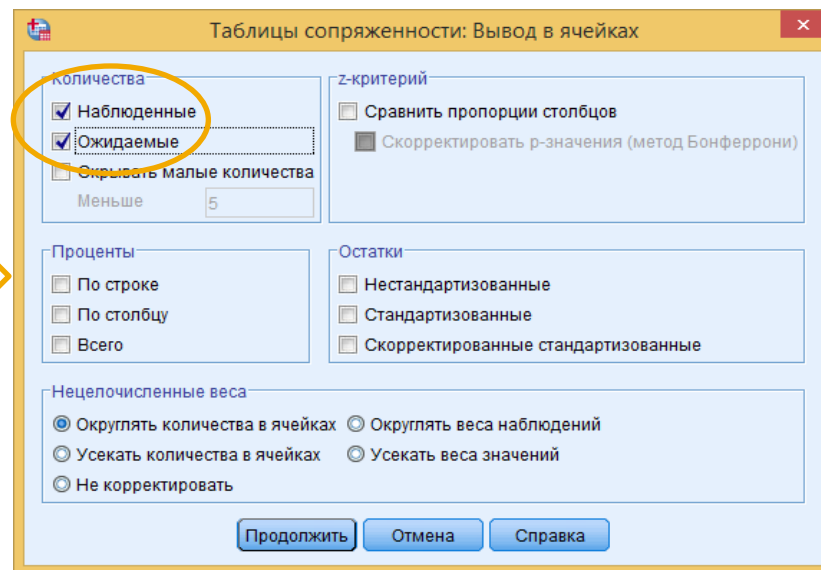 Таблицы сопряженности: Вывод в ячейках
Количества
Наблюденные
Ожидаемые
Скрывать малые количества
Меньше 5
z-критерий
Сравнить пропорции столбцов
Скорректировать p-значения (метод Бонферрони)
Проценты
По строке
По столбцу
Всего
Остатки
Нестандартизованные
Стандартизованные
Скорректированные стандартизованные
Нецелочисленные веса
Округлять количества в ячейках Округлять веса наблюдений
Усекать количества в ячейках Усекать веса значений
Не корректировать
Продолжить Отмена Справка